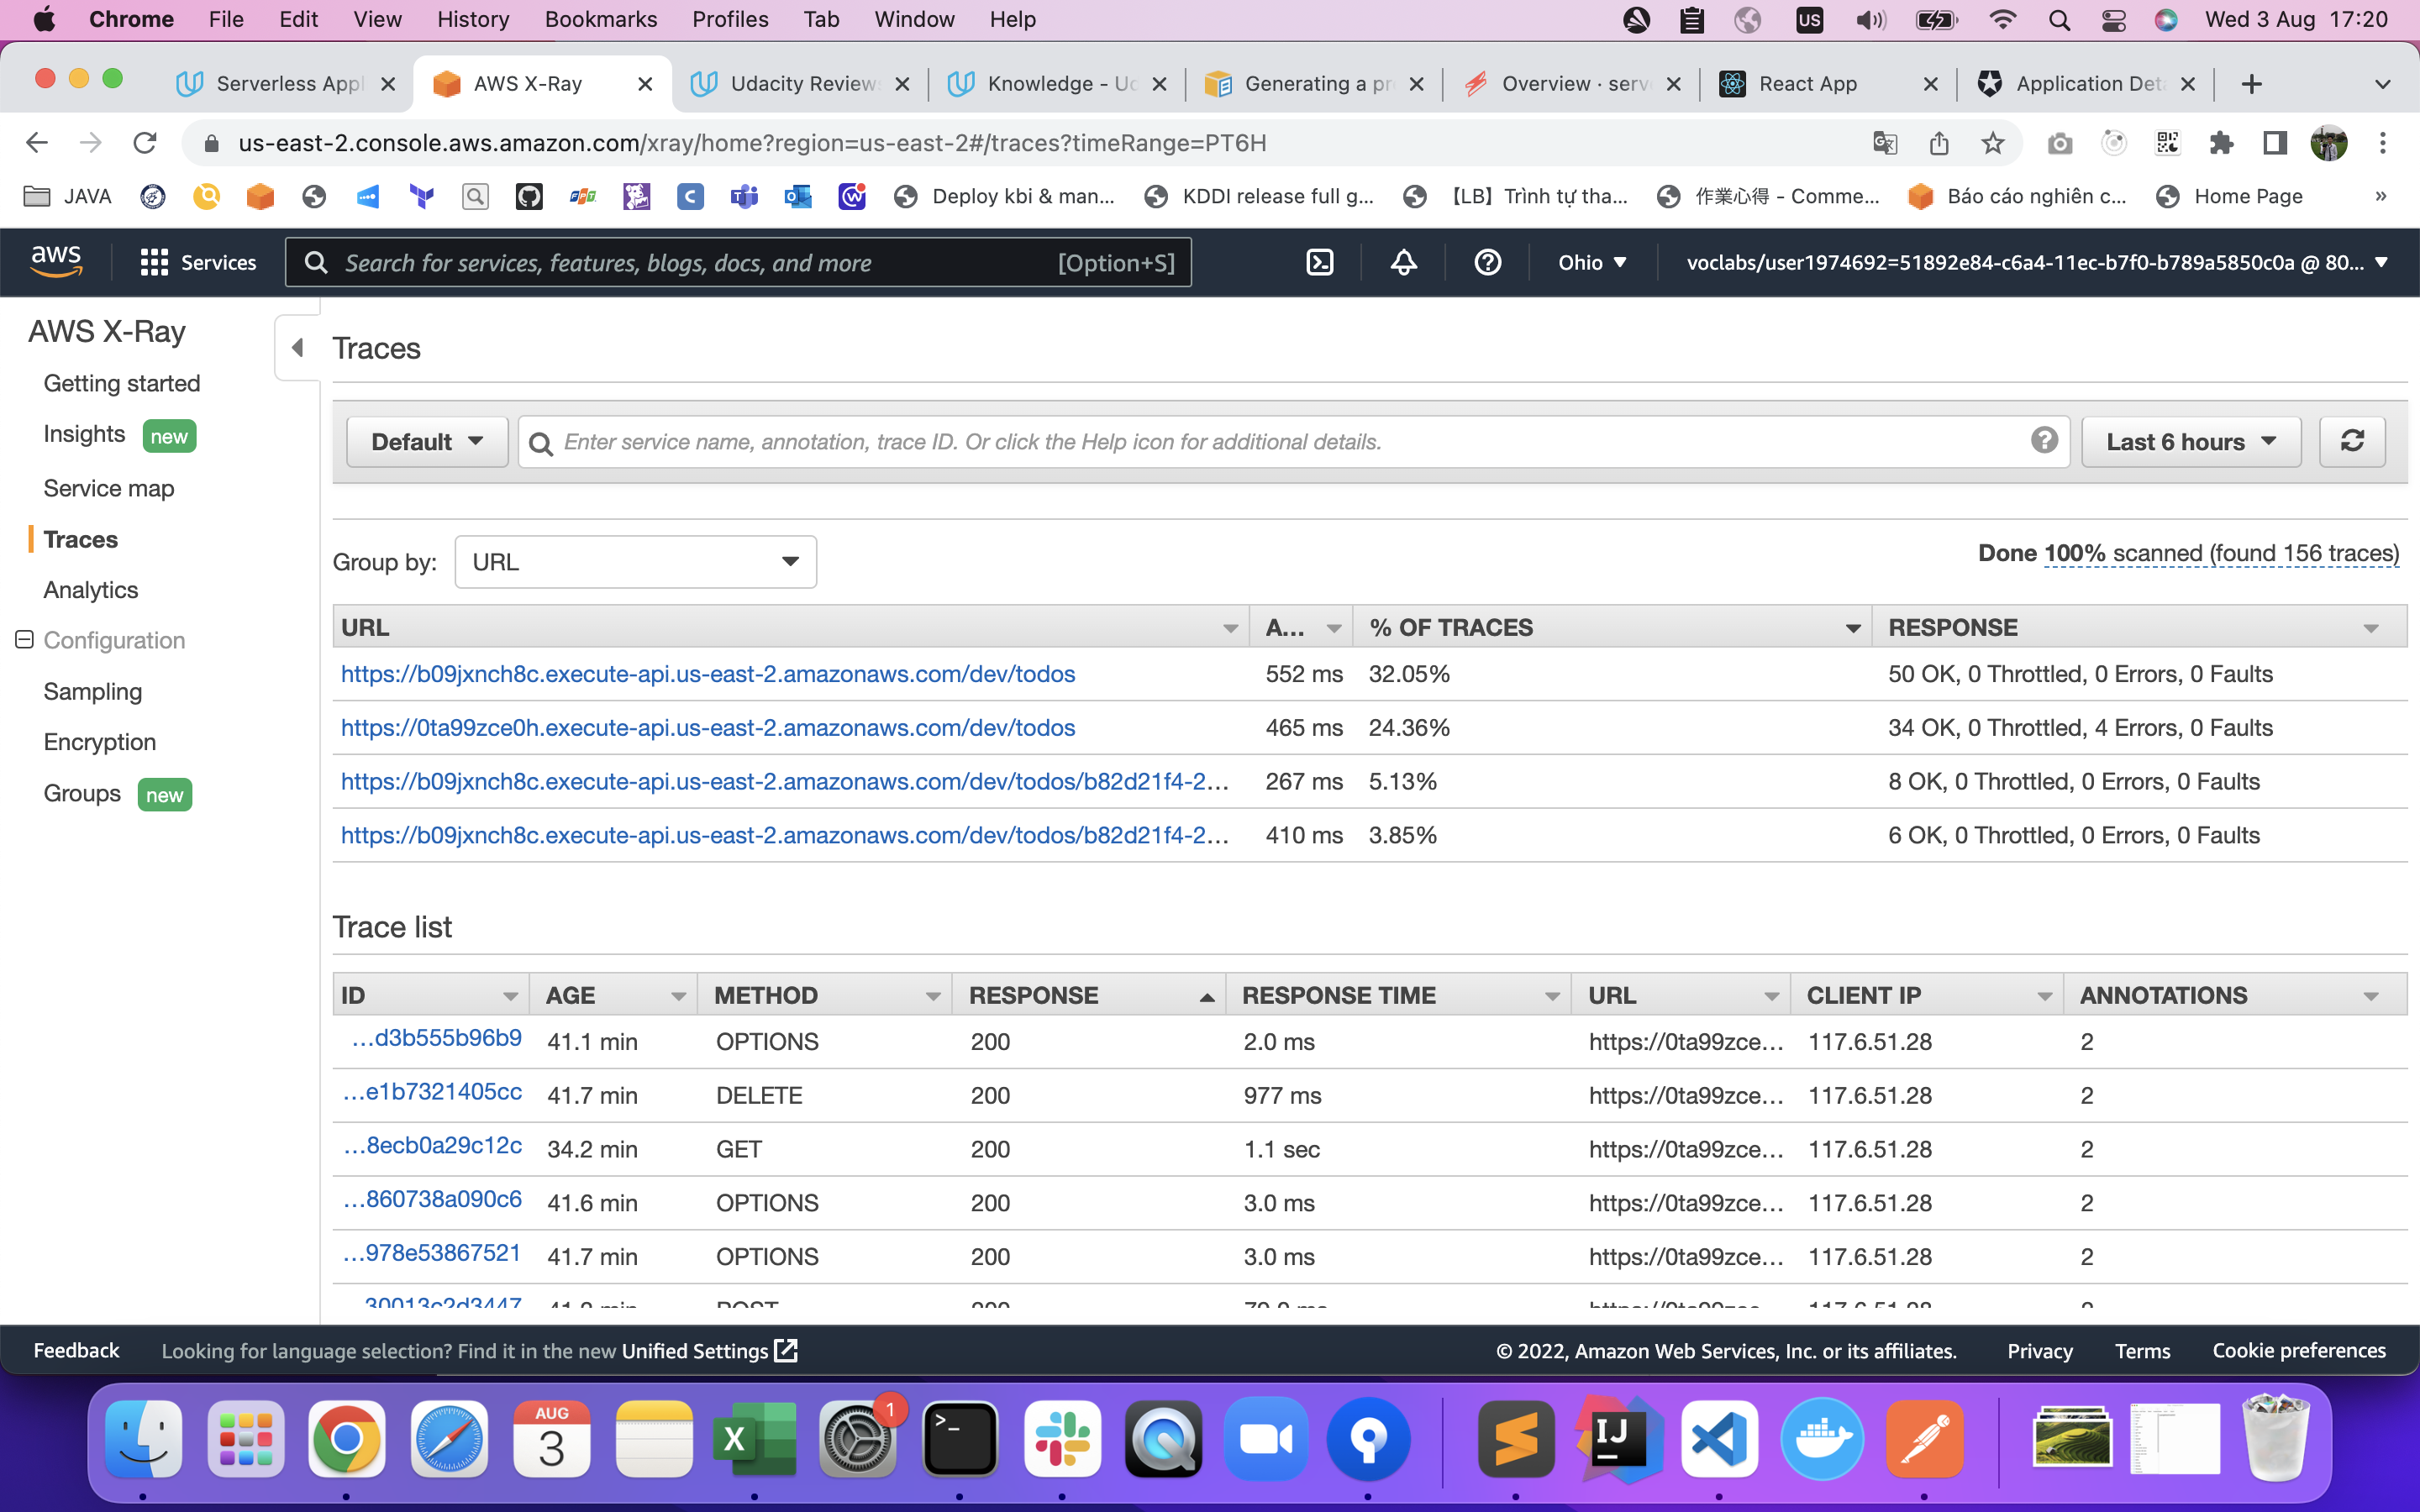 Chrome File Edit View History Bookmarks Profiles Tab Window Help US Wed 3 Aug 17:20
Serverless Appl AWS X-Ray Udacity Reviews Knowledge - Ud Generating a pr Overview · serv React App Application Det
us-east-2.console.aws.amazon.com/xray/home?region=us-east-2#/traces?timeRange=PT6H
JAVA Deploy kbi & man... KDDI release full g... 【LB】Trình tự tha... 作業心得 - Comme... Báo cáo nghiên c... Home Page »
aws Services Search for services, features, blogs, docs, and more [Option+S] Ohio voclabs/user1974692=51892e84-c6a4-11ec-b7f0-b789a5850c0a @ 80...
AWS X-Ray
Getting started
Insights new
Service map
Traces
Analytics
Configuration
Sampling
Encryption
Groups new
Traces
Default Enter service name, annotation, trace ID. Or click the Help icon for additional details. Last 6 hours
Group by: URL Done 100% scanned (found 156 traces)
URL A... % OF TRACES RESPONSE
https://b09jxnch8c.execute-api.us-east-2.amazonaws.com/dev/todos 552 ms 32.05% 50 OK, 0 Throttled, 0 Errors, 0 Faults
https://0ta99zce0h.execute-api.us-east-2.amazonaws.com/dev/todos 465 ms 24.36% 34 OK, 0 Throttled, 4 Errors, 0 Faults
https://b09jxnch8c.execute-api.us-east-2.amazonaws.com/dev/todos/b82d21f4-2... 267 ms 5.13% 8 OK, 0 Throttled, 0 Errors, 0 Faults
https://b09jxnch8c.execute-api.us-east-2.amazonaws.com/dev/todos/b82d21f4-2... 410 ms 3.85% 6 OK, 0 Throttled, 0 Errors, 0 Faults
Trace list
ID AGE METHOD RESPONSE RESPONSE TIME URL CLIENT IP ANNOTATIONS
...d3b555b96b9 41.1 min OPTIONS 200 2.0 ms https://0ta99zce... 117.6.51.28 2
...e1b7321405cc 41.7 min DELETE 200 977 ms https://0ta99zce... 117.6.51.28 2
...8ecb0a29c12c 34.2 min GET 200 1.1 sec https://0ta99zce... 117.6.51.28 2
...860738a090c6 41.6 min OPTIONS 200 3.0 ms https://0ta99zce... 117.6.51.28 2
...978e53867521 41.7 min OPTIONS 200 3.0 ms https://0ta99zce... 117.6.51.28 2
Feedback Looking for language selection? Find it in the new Unified Settings © 2022, Amazon Web Services, Inc. or its affiliates. Privacy Terms Cookie preferences
AUG
3
X
1
IJ